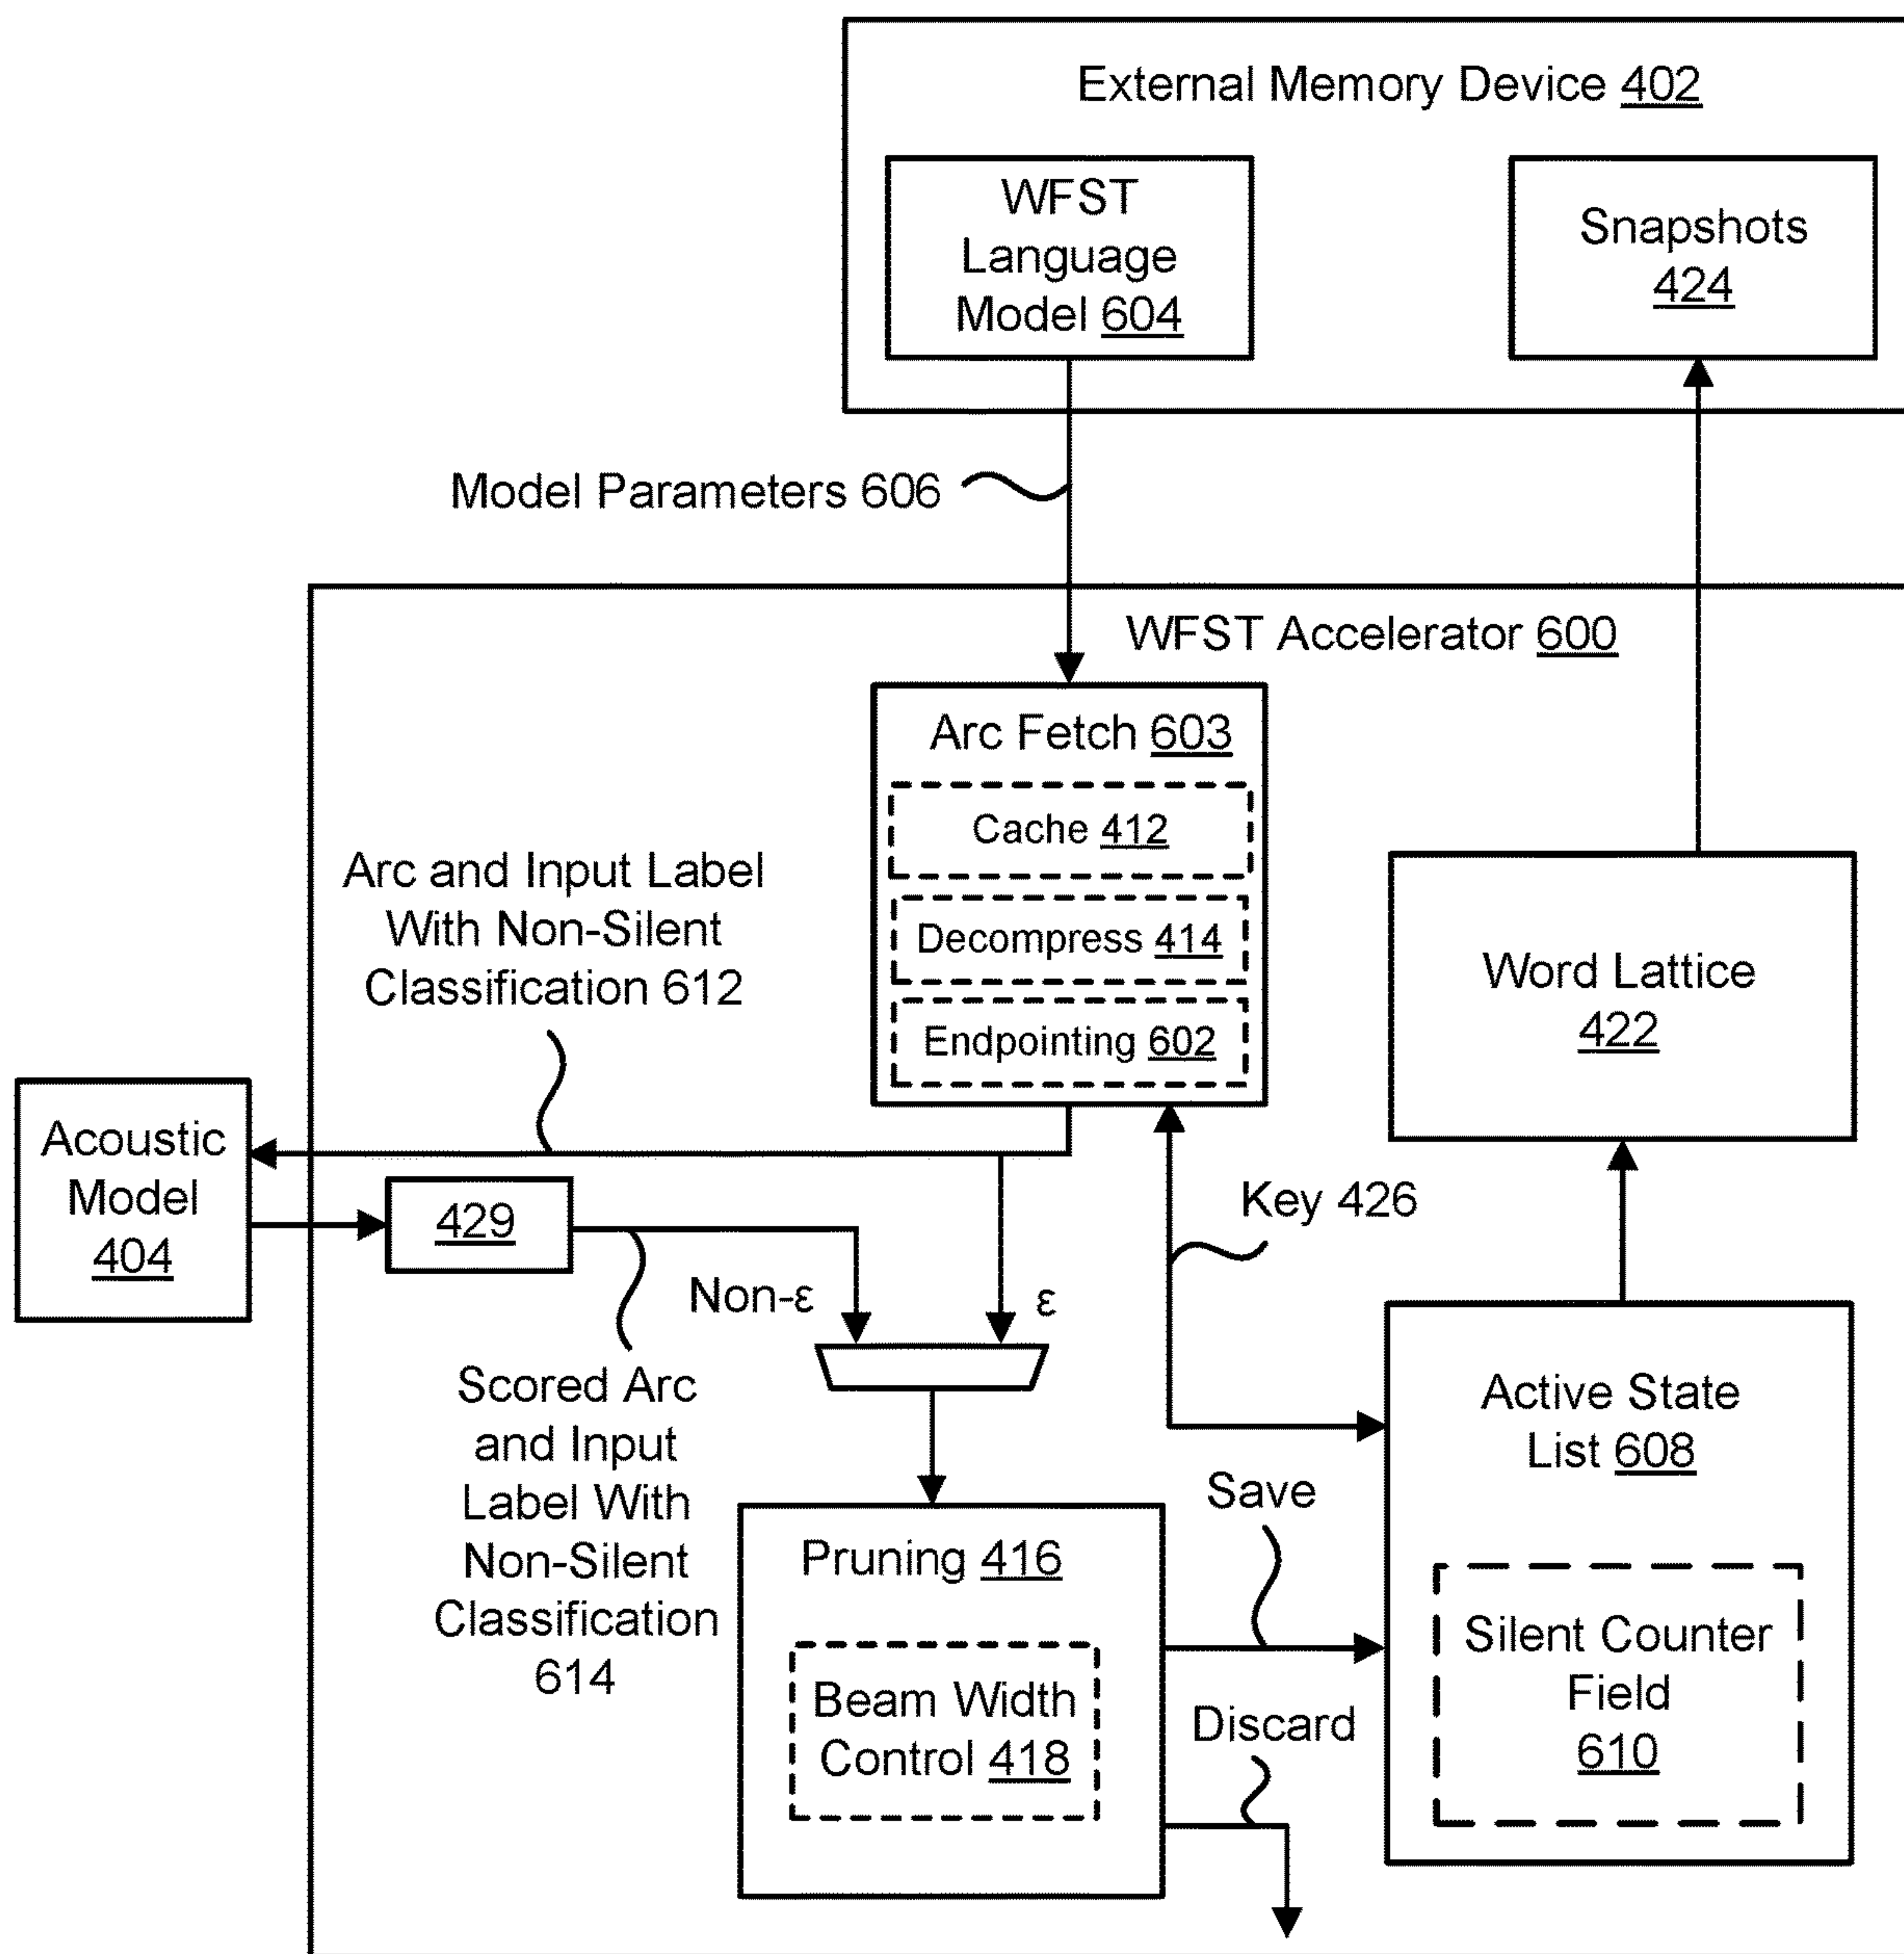 External Memory Device 402
WFST
Language
Model 604
Snapshots
424
Model Parameters 606
WFST Accelerator 600
Arc Fetch 603
Cache 412
Decompress 414
Endpointing 602
Arc and Input Label
With Non-Silent
Classification 612
Word Lattice
422
Acoustic
Model
404
429
Key 426
Non-ε
ε
Scored Arc
and Input
Label With
Non-Silent
Classification
614
Active State
List 608
Save
Pruning 416
Silent Counter
Field
610
Beam Width
Control 418
Discard